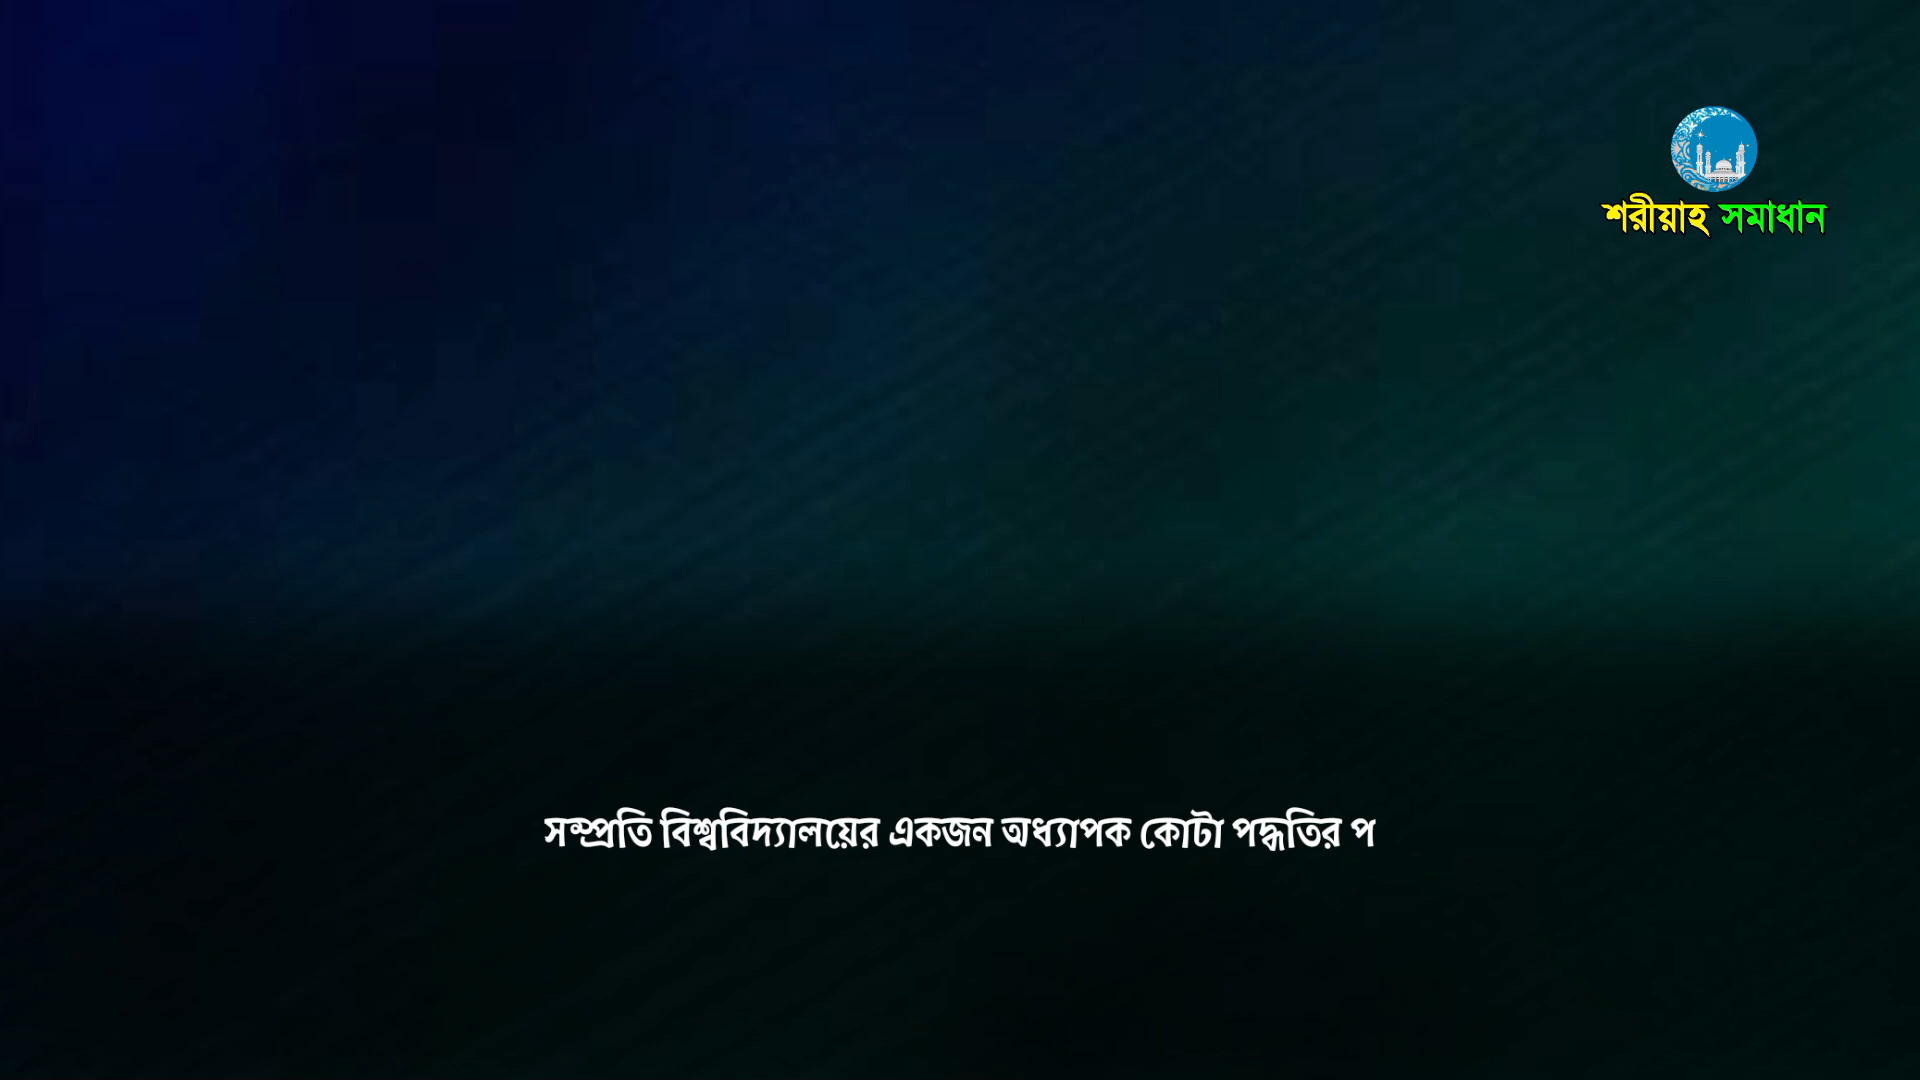 শরীয়াহ সমাধান
সম্প্রতি বিশ্ববিদ্যালয়ের একজন অধ্যাপক কোটা পদ্ধতির প